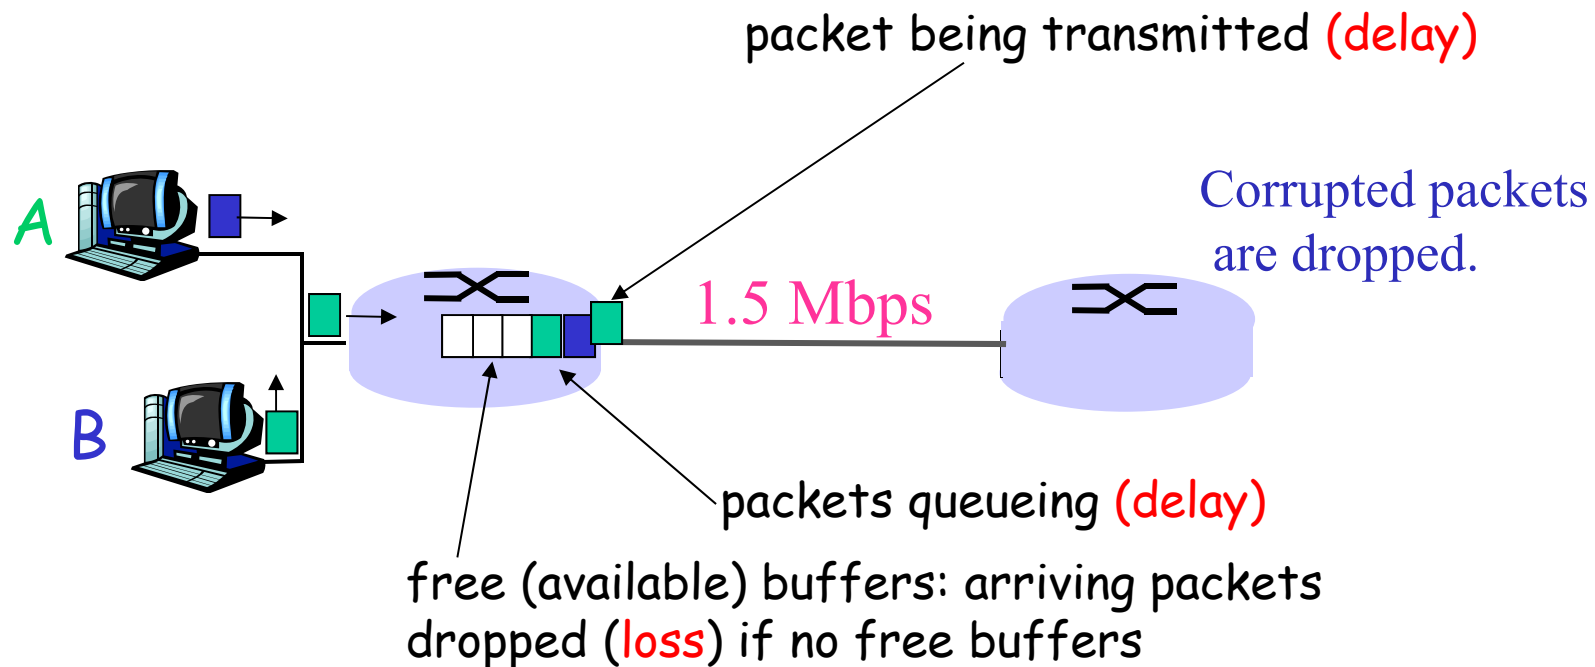 packet being transmitted (delay)
Corrupted packets
are dropped.
A
1.5 Mbps
B
packets queueing (delay)
free (available) buffers: arriving packets
dropped (loss) if no free buffers